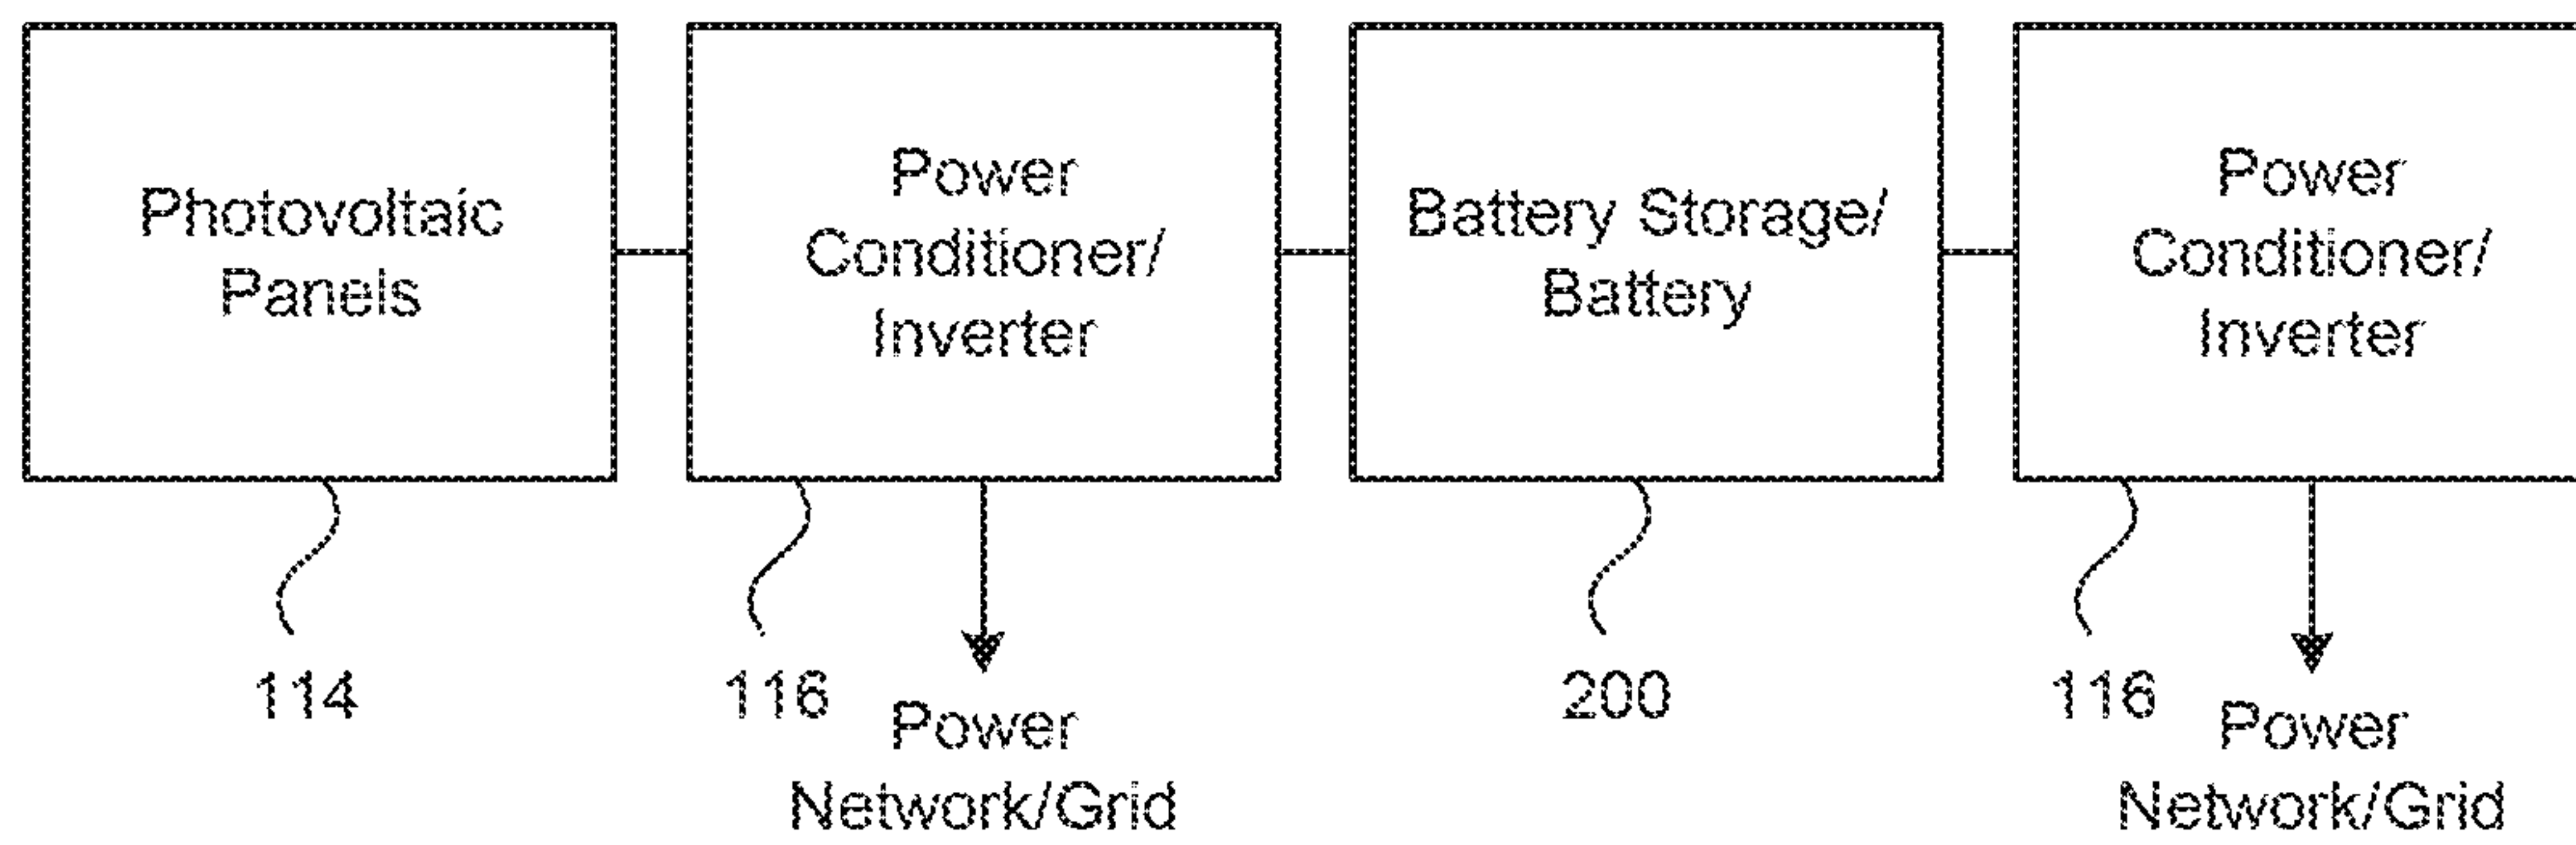 Photovoltaic
Panels
Power
Conditioner/
Inverter
Battery Storage/
Battery
Power
Conditioner/
Inverter
114
116
Power
Network/Grid
200
116
Power
Network/Grid